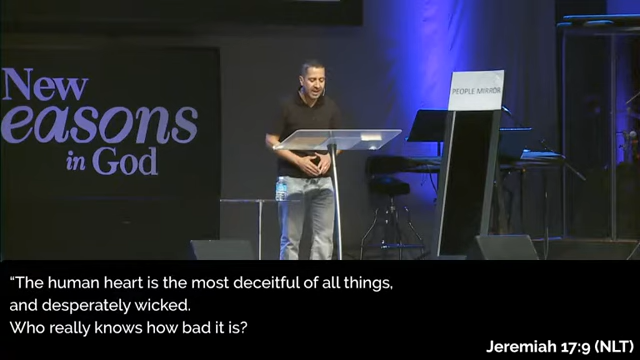 New
easons
in God
PEOPLE MIRROR
“The human heart is the most deceitful of all things,
and desperately wicked.
Who really knows how bad it is?
Jeremiah 17:9 (NLT)